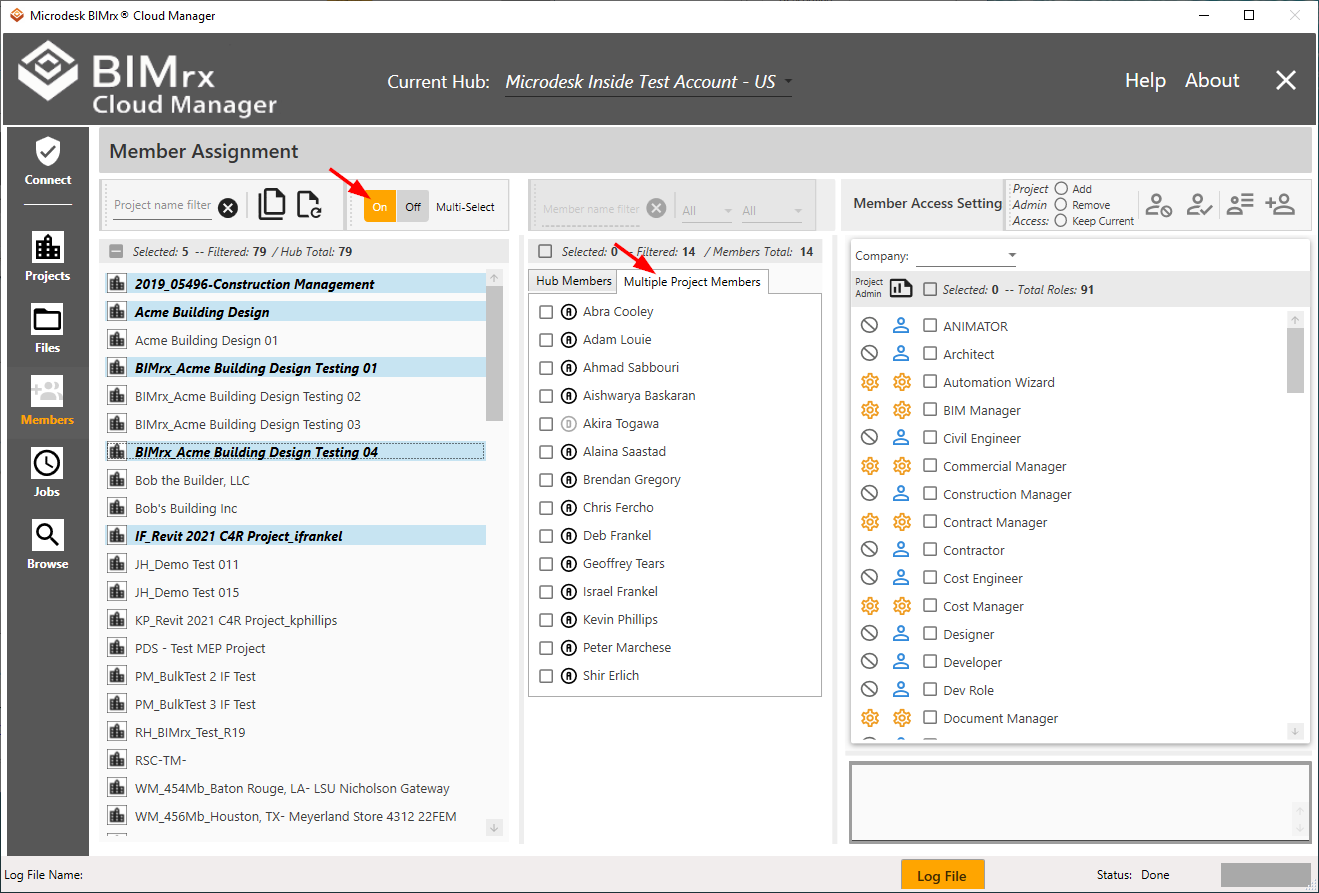 Microdesk BIMrx® Cloud Manager
BIMrx
Cloud Manager
Current Hub: Microdesk Inside Test Account - US
Help About
Connect
Projects
Files
Members
Jobs
Browse
Member Assignment
Project name filter
On Off Multi-Select
Selected: 5 -- Filtered: 79 / Hub Total: 79
2019_05496-Construction Management
Acme Building Design
Acme Building Design 01
BIMrx_Acme Building Design Testing 01
BIMrx_Acme Building Design Testing 02
BIMrx_Acme Building Design Testing 03
BIMrx_Acme Building Design Testing 04
Bob the Builder, LLC
Bob's Building Inc
IF_Revit 2021 C4R Project_ifrankel
JH_Demo Test 011
JH_Demo Test 015
KP_Revit 2021 C4R Project_kphillips
PDS - Test MEP Project
PM_BulkTest 2 IF Test
PM_BulkTest 3 IF Test
RH_BIMrx_Test_R19
RSC-TM-
WM_454Mb_Baton Rouge, LA- LSU Nicholson Gateway
WM_456Mb_Houston, TX- Meyerland Store 4312 22FEM
Member name filter
All All
Selected: 0 -- Filtered: 14 / Members Total: 14
Hub Members Multiple Project Members
A Abra Cooley
A Adam Louie
A Ahmad Sabbouri
A Aishwarya Baskaran
D Akira Togawa
A Alaina Saastad
A Brendan Gregory
A Chris Fercho
A Deb Frankel
A Geoffrey Tears
A Israel Frankel
A Kevin Phillips
A Peter Marchese
A Shir Erlich
Member Access Setting
Project Add
Admin Remove
Access: Keep Current
Company:
Project
Admin
Selected: 0 -- Total Roles: 91
ANIMATOR
Architect
Automation Wizard
BIM Manager
Civil Engineer
Commercial Manager
Construction Manager
Contract Manager
Contractor
Cost Engineer
Cost Manager
Designer
Developer
Dev Role
Document Manager
Log File Name:
Log File
Status: Done